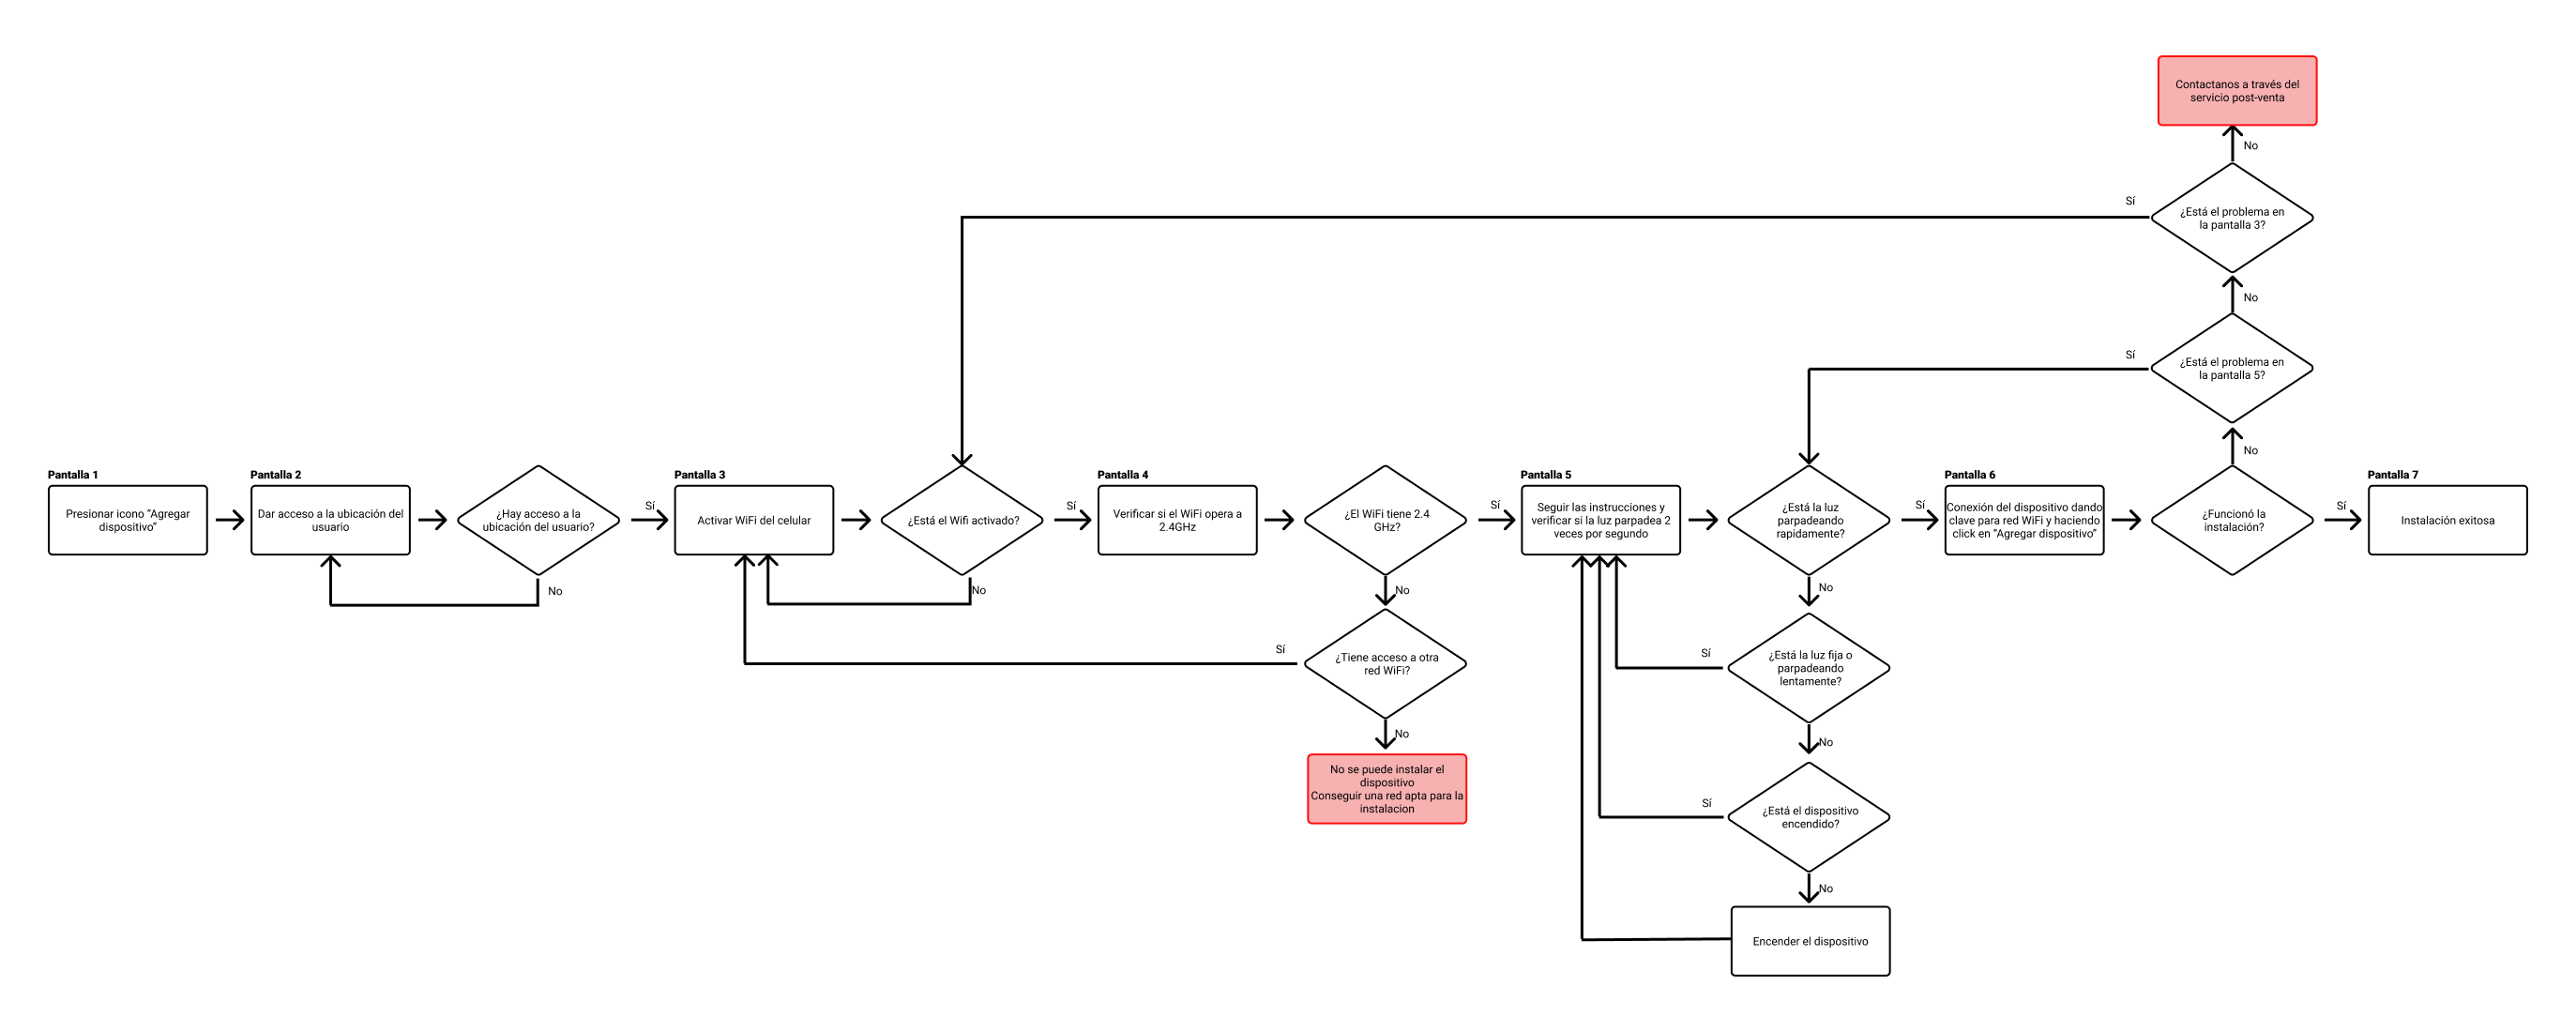 Contactanos a través del
servicio post-venta
No
Sí
¿Está el problema en
la pantalla 3?
No
Sí
¿Está el problema en
la pantalla 5?
No
Pantalla 1
Presionar icono “Agregar
dispositivo”
Pantalla 2
Dar acceso a la ubicación del
usuario
¿Hay acceso a la
ubicación del usuario?
No
Sí
Pantalla 3
Activar WiFi del celular
¿Está el Wifi activado?
No
Sí
Pantalla 4
Verificar si el WiFi opera a
2.4GHz
¿El WiFi tiene 2.4
GHz?
No
Sí
¿Tiene acceso a otra
red WiFi?
Sí
No
No se puede instalar el
dispositivo
Conseguir una red apta para la
instalacion
Pantalla 5
Seguir las instrucciones y
verificar si la luz parpadea 2
veces por segundo
¿Está la luz
parpadeando
rapidamente?
No
Sí
¿Está la luz fija o
parpadeando
lentamente?
Sí
No
¿Está el dispositivo
encendido?
Sí
No
Encender el dispositivo
Pantalla 6
Conexión del dispositivo dando
clave para red WiFi y haciendo
click en “Agregar dispositivo”
¿Funcionó la
instalación?
Sí
Pantalla 7
Instalación exitosa